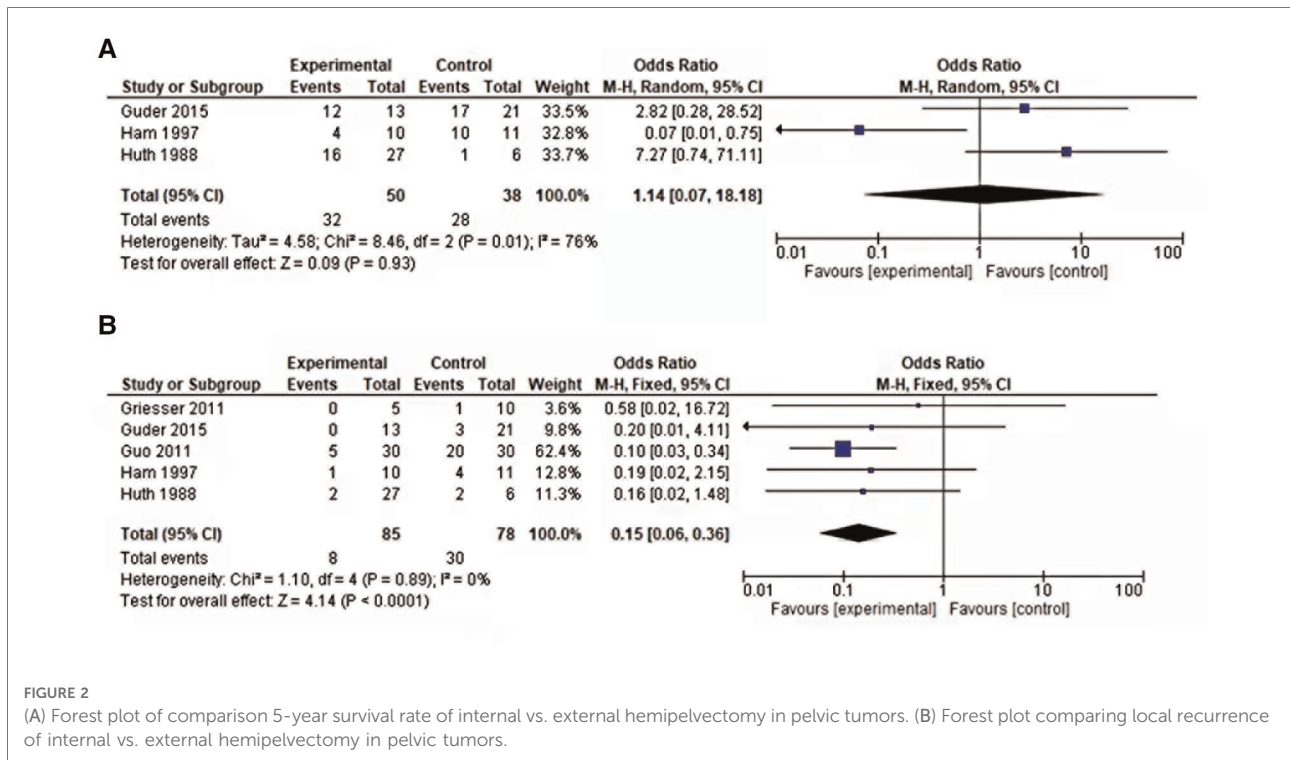 A
Experimental Control Odds Ratio Odds Ratio
Study or Subgroup Events Total Events Total Weight M-H, Random, 95% CI M-H, Random, 95% CI
Guder 2015 12 13 17 21 33.5% 2.82 [0.28, 28.52]
Ham 1997 4 10 10 11 32.8% 0.07 [0.01, 0.75]
Huth 1988 16 27 1 6 33.7% 7.27 [0.74, 71.11]
Total (95% CI) 50 38 100.0% 1.14 [0.07, 18.18]
Total events 32 28
Heterogeneity: Tau² = 4.58; Chi² = 8.46, df = 2 (P = 0.01); I² = 76%
Test for overall effect: Z = 0.09 (P = 0.93)
0.01 0.1 1 10 100
Favours [experimental] Favours [control]
B
Experimental Control Odds Ratio Odds Ratio
Study or Subgroup Events Total Events Total Weight M-H, Fixed, 95% CI M-H, Fixed, 95% CI
Griesser 2011 0 5 1 10 3.6% 0.58 [0.02, 16.72]
Guder 2015 0 13 3 21 9.8% 0.20 [0.01, 4.11]
Guo 2011 5 30 20 30 62.4% 0.10 [0.03, 0.34]
Ham 1997 1 10 4 11 12.8% 0.19 [0.02, 2.15]
Huth 1988 2 27 2 6 11.3% 0.16 [0.02, 1.48]
Total (95% CI) 85 78 100.0% 0.15 [0.06, 0.36]
Total events 8 30
Heterogeneity: Chi² = 1.10, df = 4 (P = 0.89); I² = 0%
Test for overall effect: Z = 4.14 (P < 0.0001)
0.01 0.1 1 10 100
Favours [experimental] Favours [control]
FIGURE 2
(A) Forest plot of comparison 5-year survival rate of internal vs. external hemipelvectomy in pelvic tumors. (B) Forest plot comparing local recurrence
of internal vs. external hemipelvectomy in pelvic tumors.